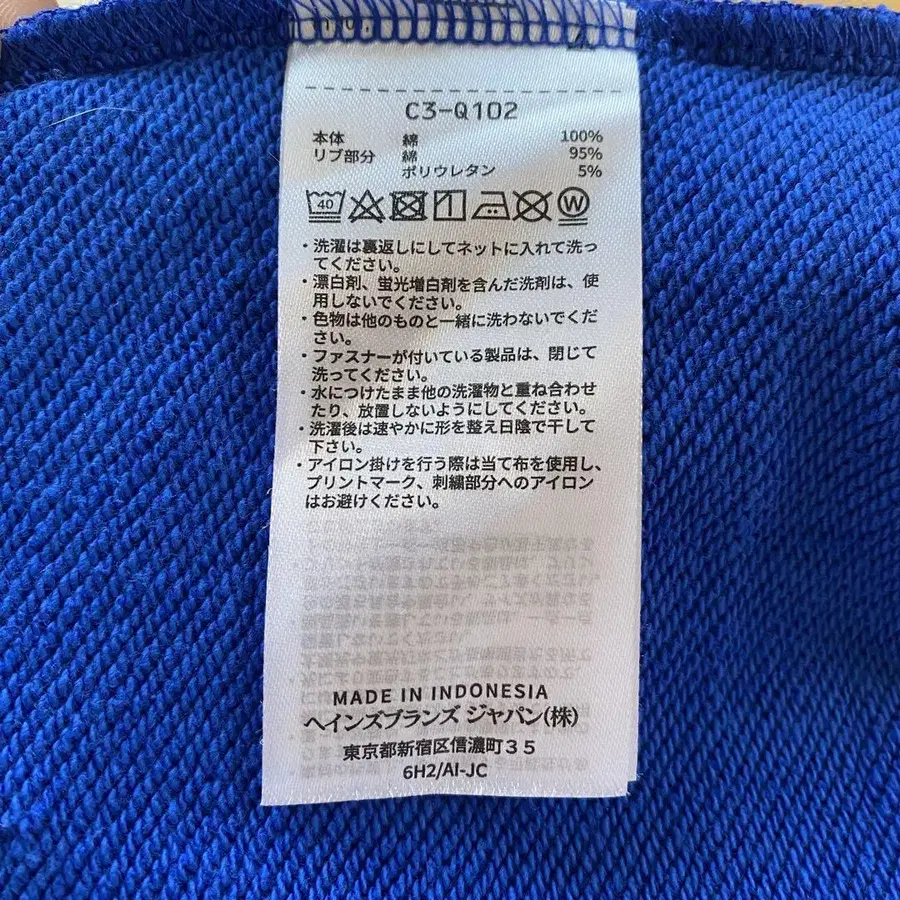 C3-Q102
本体 綿 100%
リブ部分 綿 95%
ポリウレタン 5%
40
W
・洗濯は裏返しにしてネットに入れて洗っ
てください。
・漂白剤、蛍光増白剤を含んだ洗剤は、使
用しないでください。
・色物は他のものと一緒に洗わないでくだ
さい。
・ファスナーが付いている製品は、閉じて
洗ってください。
・水につけたまま他の洗濯物と重ね合わせ
たり、放置しないようにしてください。
・洗濯後は速やかに形を整え日陰で干して
下さい。
・アイロン掛けを行う際は当て布を使用し、
プリントマーク、刺繍部分へのアイロン
はお避けください。
MADE IN INDONESIA
ヘインズブランズ ジャパン(株)
東京都新宿区信濃町35
6H2/AI-JC